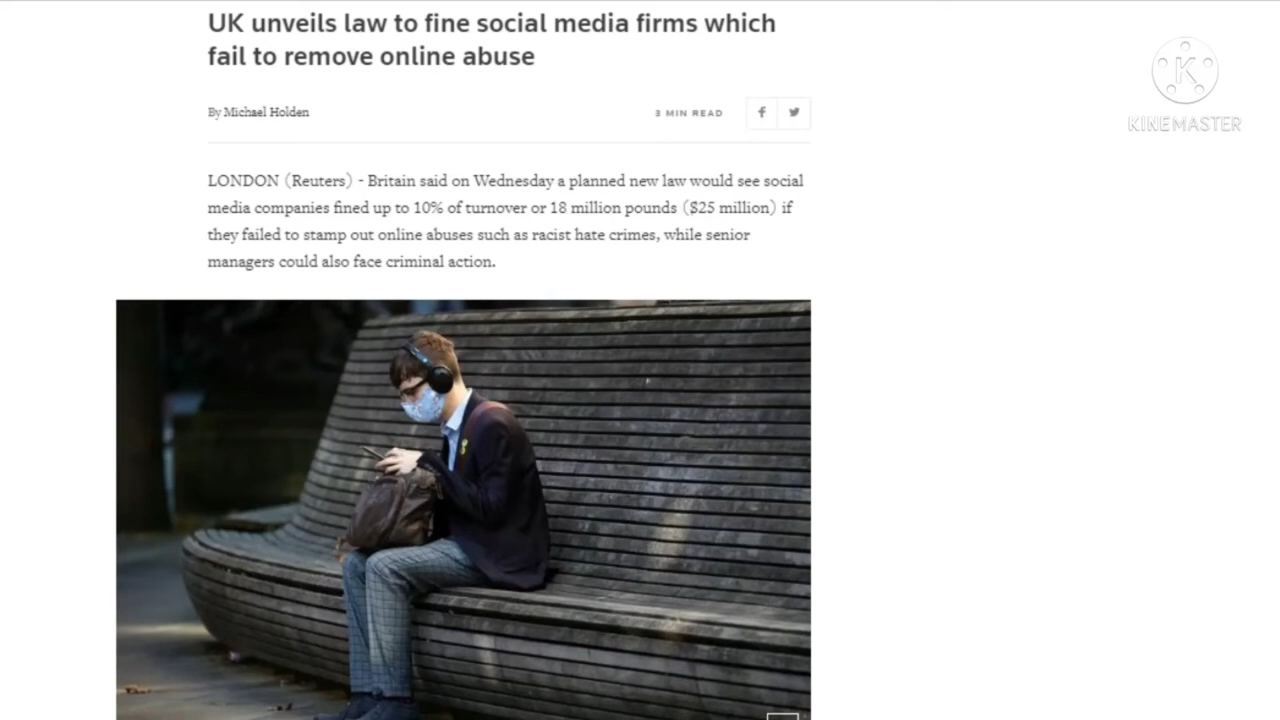 UK unveils law to fine social media firms which
fail to remove online abuse
By Michael Holden
3 MIN READ
K
KINEMASTER
LONDON (Reuters) - Britain said on Wednesday a planned new law would see social
media companies fined up to 10% of turnover or 18 million pounds ($25 million) if
they failed to stamp out online abuses such as racist hate crimes, while senior
managers could also face criminal action.